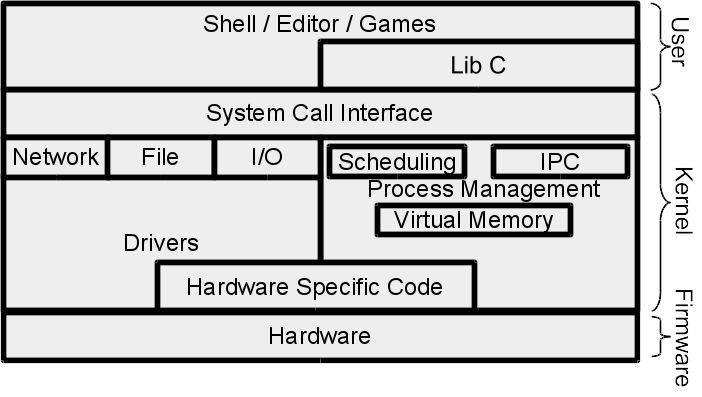 Shell / Editor / Games
Lib C
User
System Call Interface
Network
File
I/O
Scheduling
IPC
Process Management
Virtual Memory
Drivers
Hardware Specific Code
Kernel
Hardware
Firmware